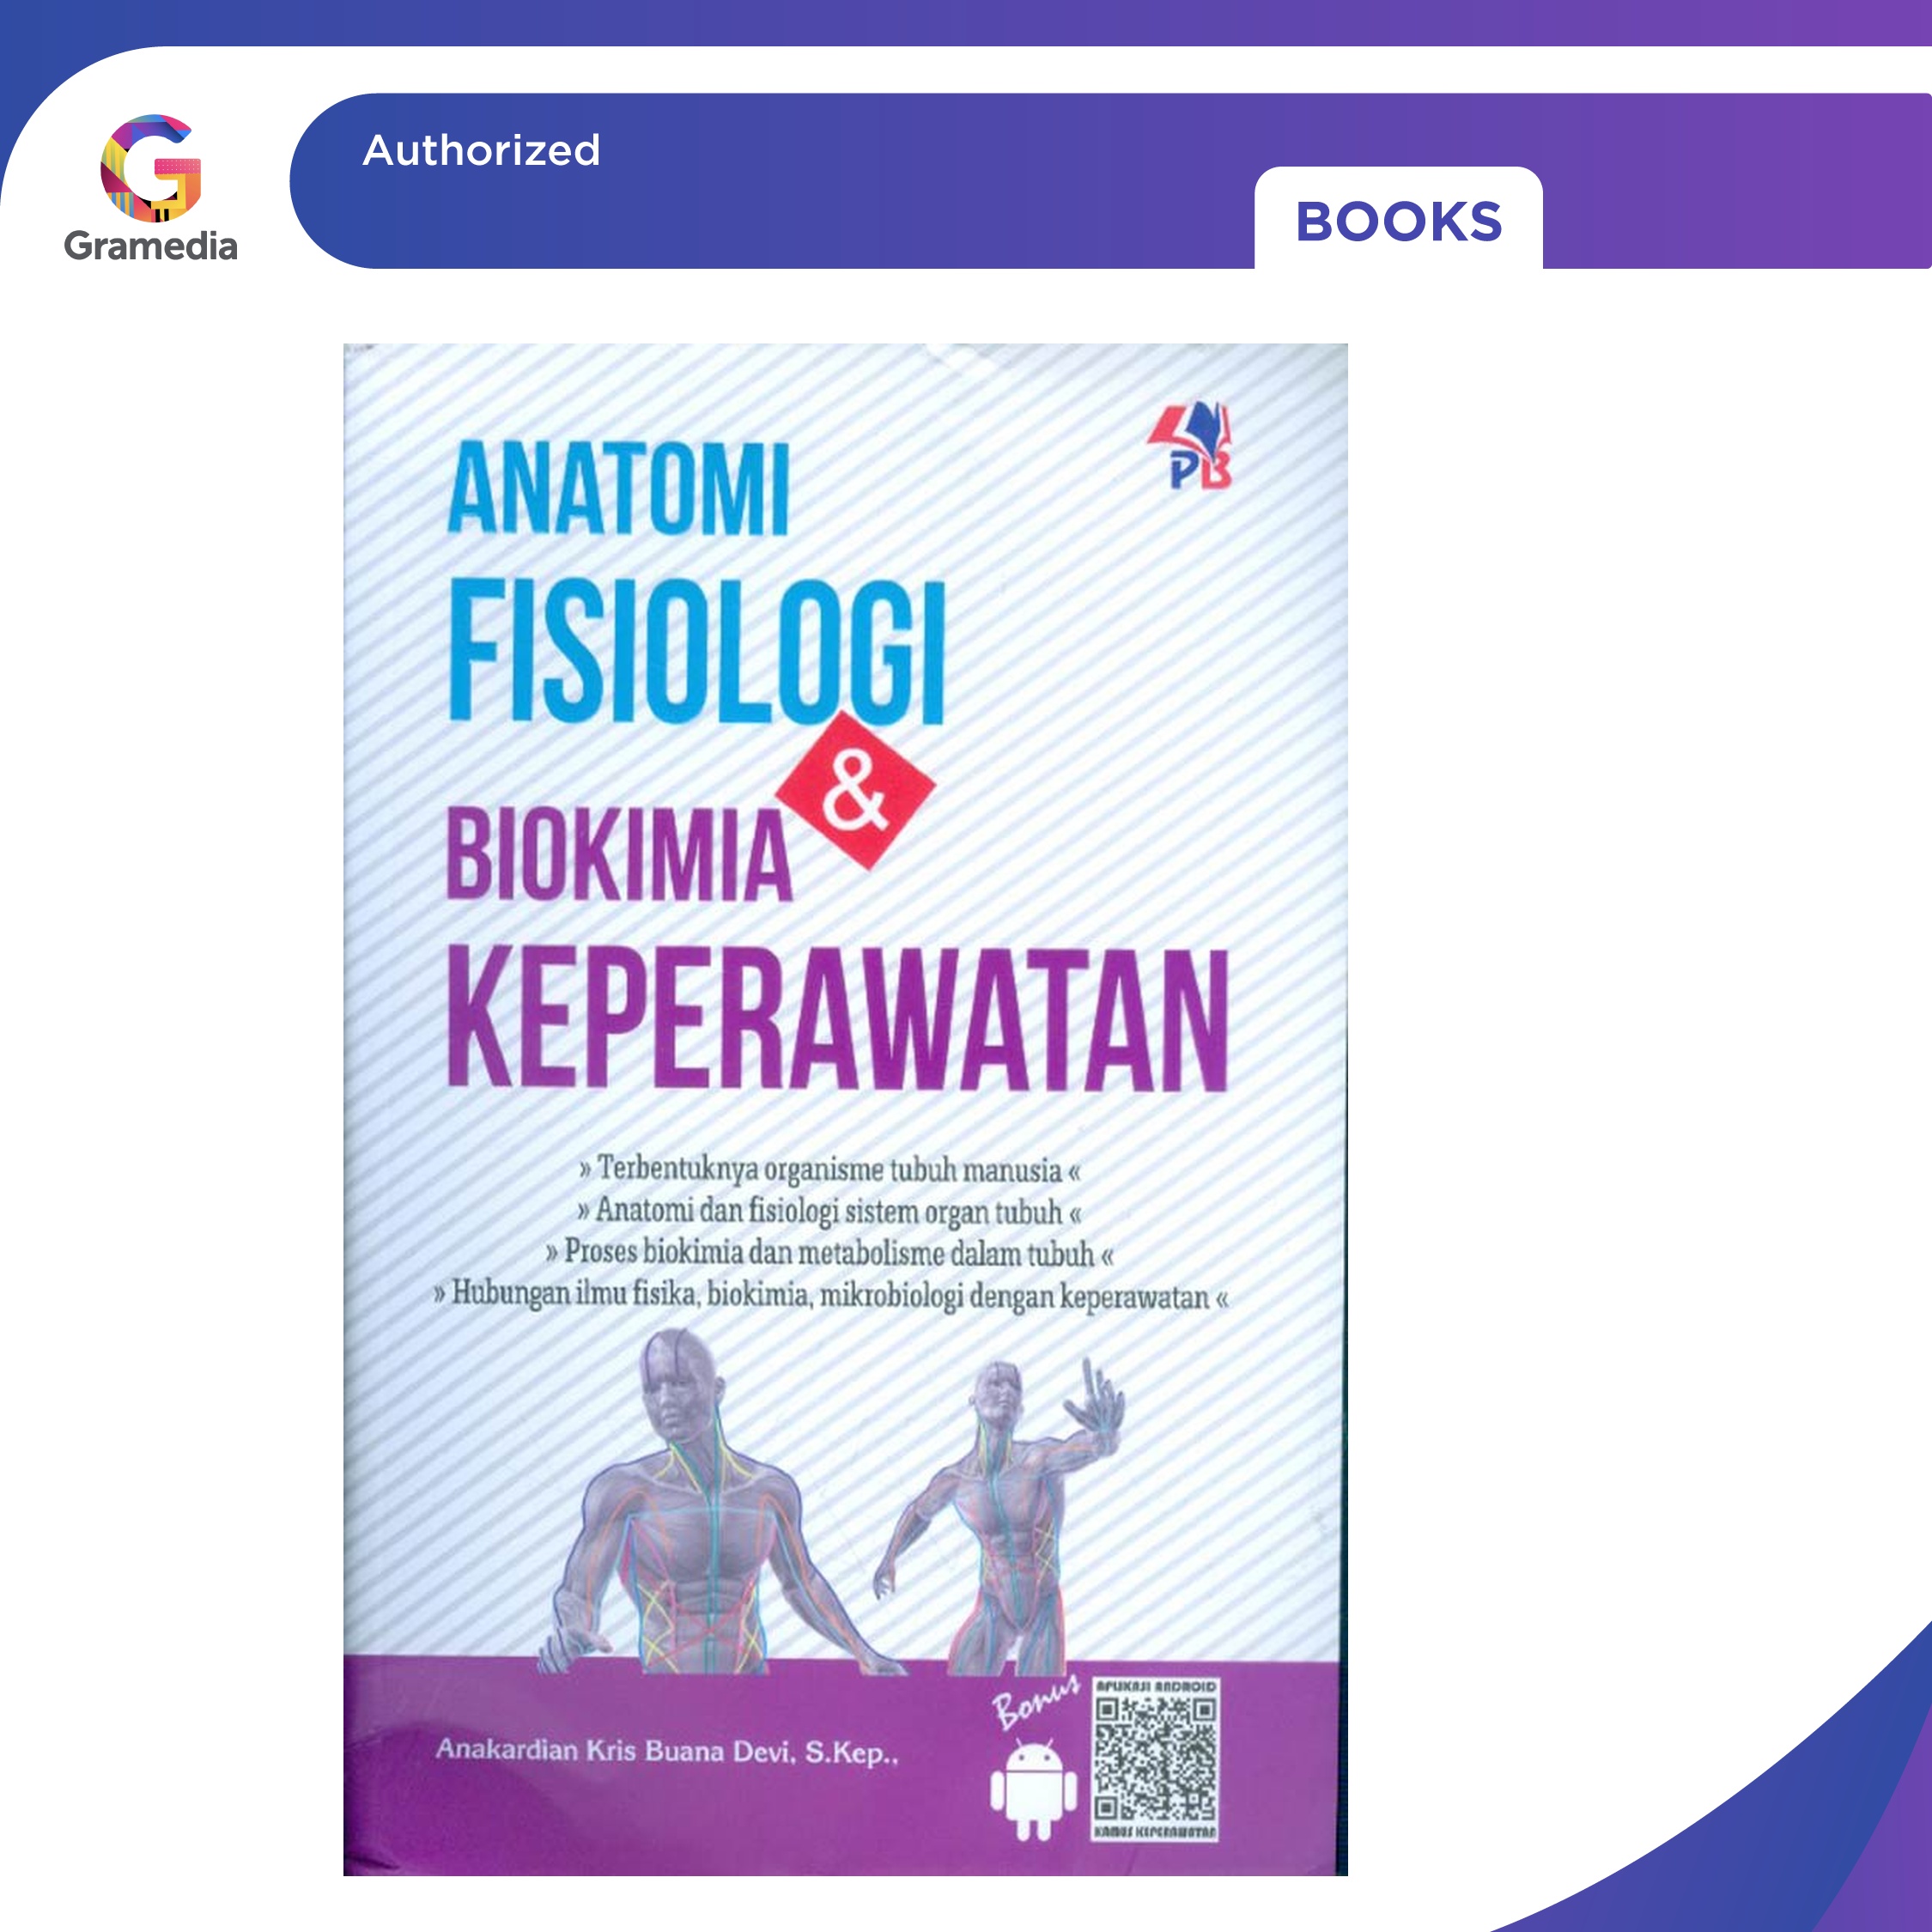 Gramedia
Authorized
BOOKS
PB
ANATOMI
FISIOLOGI
&
BIOKIMIA
KEPERAWATAN
» Terbentuknya organisme tubuh manusia «
» Anatomi dan fisiologi sistem organ tubuh «
» Proses biokimia dan metabolisme dalam tubuh «
» Hubungan ilmu fisika, biokimia, mikrobiologi dengan keperawatan «
Bonus
APLIKASI ANDROID
Anakardian Kris Buana Devi, S.Kep.,
KAMUS KEPERAWATAN